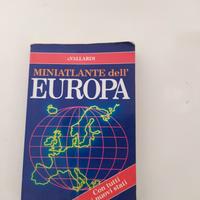 A.VALLARDI
MINIATLANTE dell'
EUROPA
Con tutti
i nuovi stati